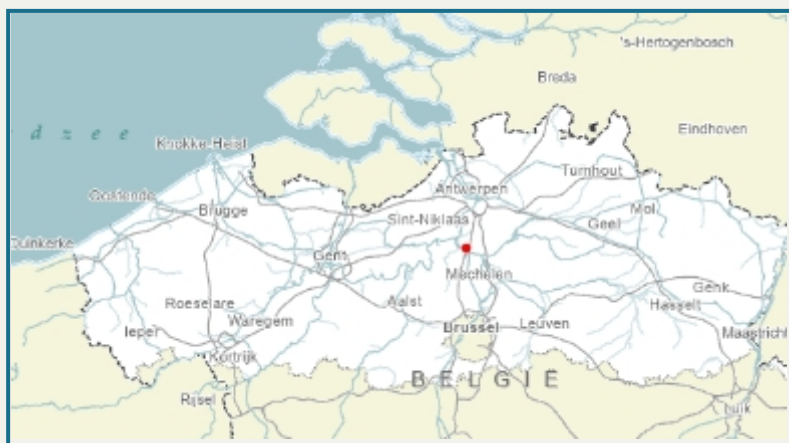 's-Hertogenbosch
Breda
d z e e
Eindhoven
Knokke-Heist
Turnhout
Antwerpen
Oostende
Brugge
Sint-Niklaas
Mol
Geel
Duinkerke
Gent
Mechelen
Genk
Roeselare
Aalst
Hasselt
Waregem
Brussel
Leuven
Ieper
Maastricht
Kortrijk
BELGIË
Rijsel
Luik